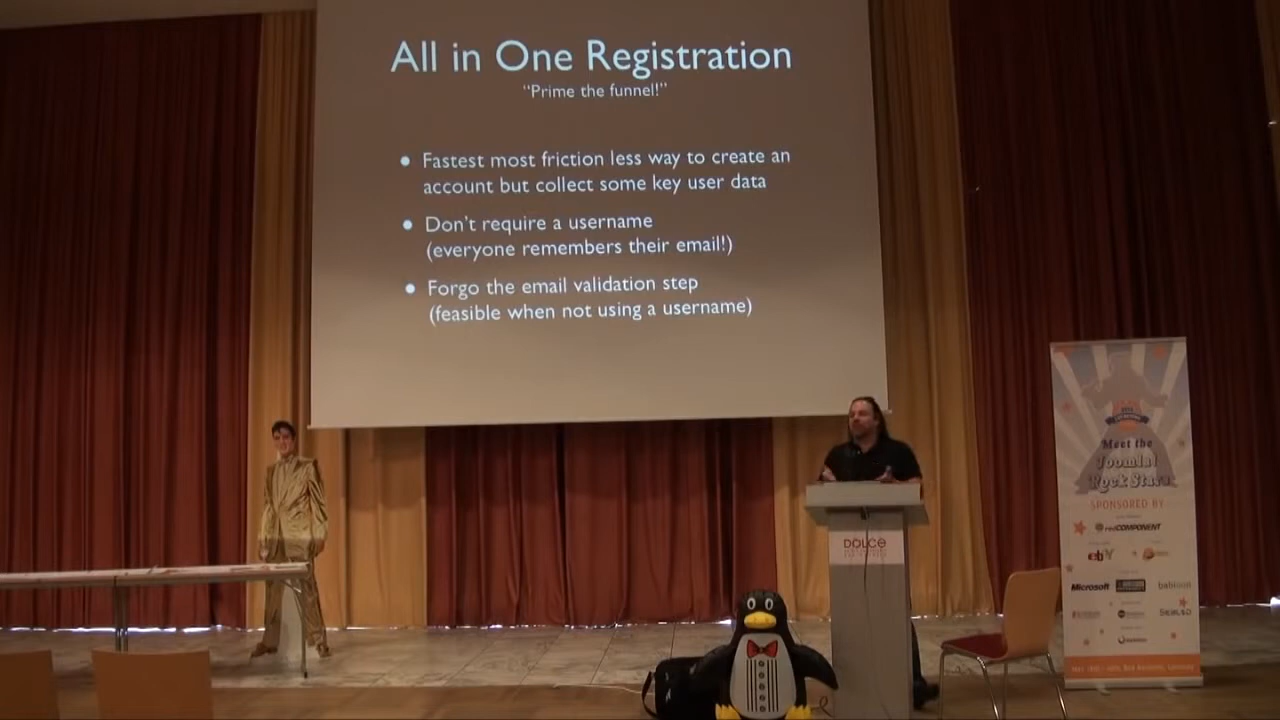 All in One Registration
“Prime the funnel!”
• Fastest most friction less way to create an
account but collect some key user data
• Don't require a username
(everyone remembers their email!)
• Forgo the email validation step
(feasible when not using a username)
DOLCE
Meet the
Joomla!
Rock Stars
SPONSORED BY
redCOMPONENT
ebay
Microsoft